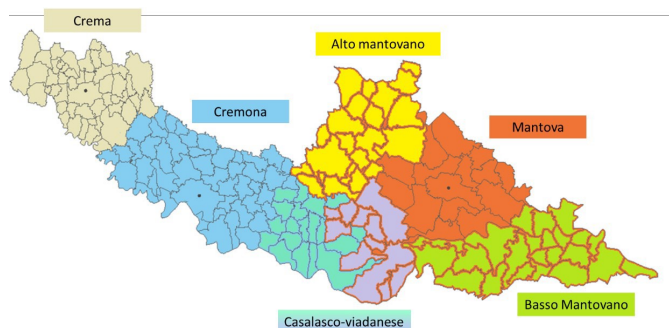 Crema
Alto mantovano
Cremona
Mantova
Basso Mantovano
Casalasco-viadanese